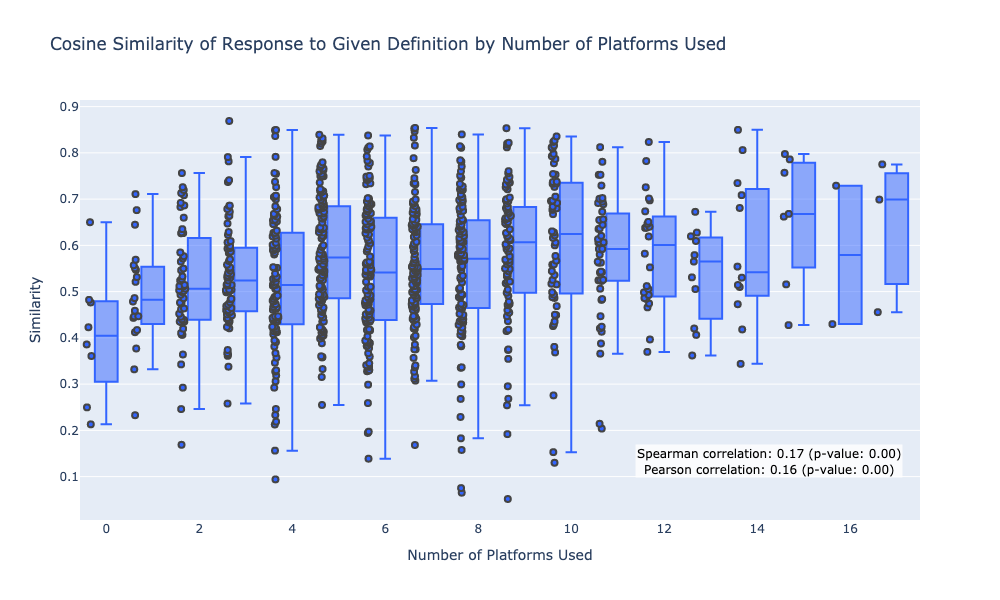 Cosine Similarity of Response to Given Definition by Number of Platforms Used
0.9
0.8
0.7
0.6
0.5
0.4
0.3
0.2
0.1
Similarity
Spearman correlation: 0.17 (p-value: 0.00)
Pearson correlation: 0.16 (p-value: 0.00)
0 2 4 6 8 10 12 14 16
Number of Platforms Used